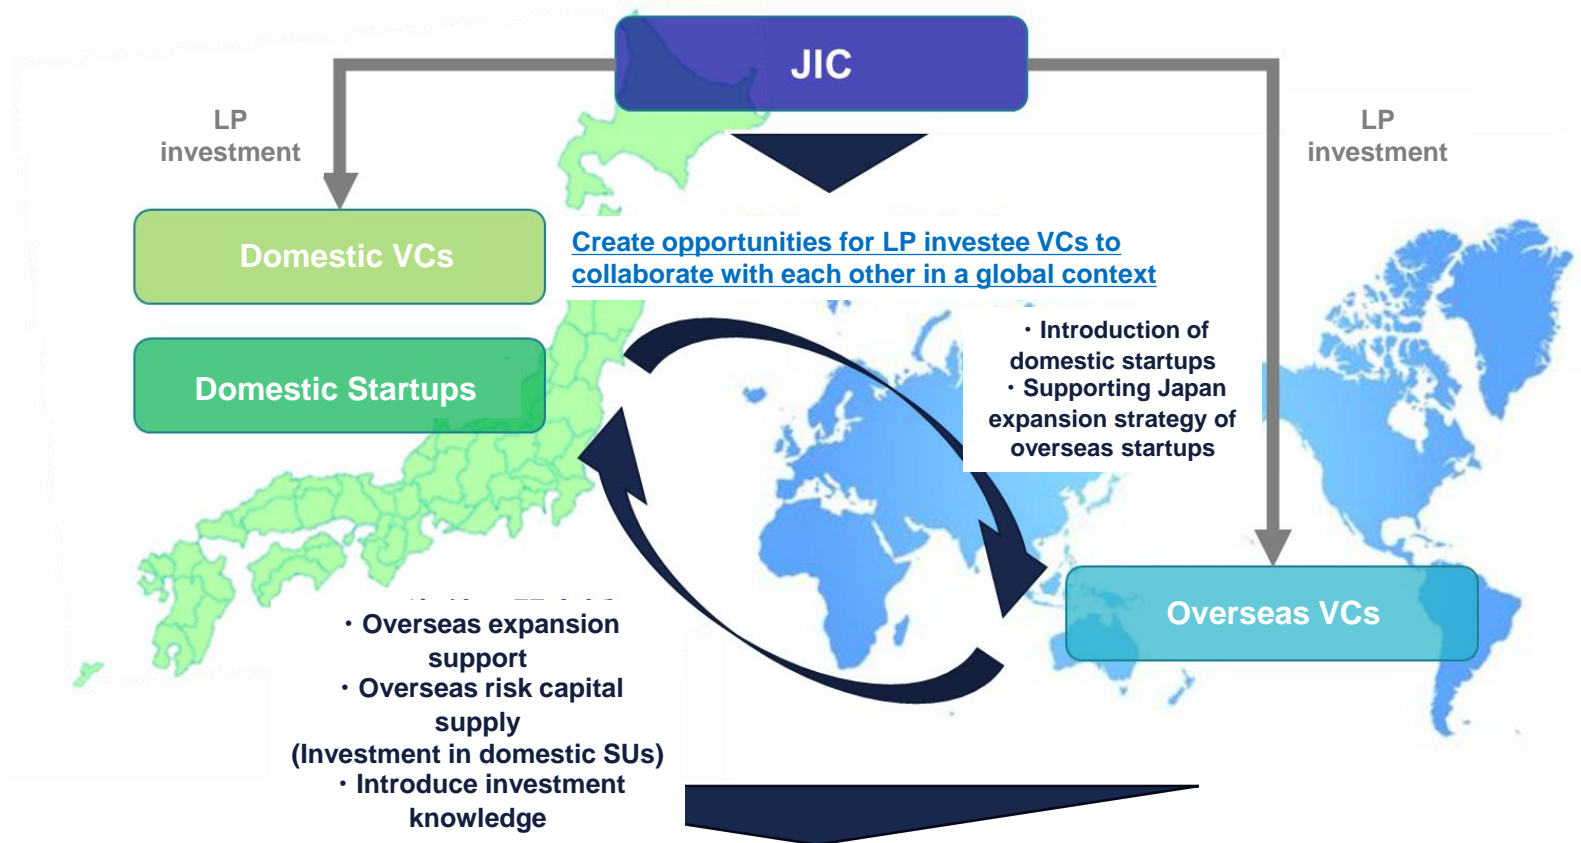 JIC
LP
investment
LP
investment
Domestic VCs
Create opportunities for LP investee VCs to
collaborate with each other in a global context
・Introduction of
domestic startups
・Supporting Japan
expansion strategy of
overseas startups
Domestic Startups
Overseas VCs
・Overseas expansion
support
・Overseas risk capital
supply
(Investment in domestic SUs)
・Introduce investment
knowledge